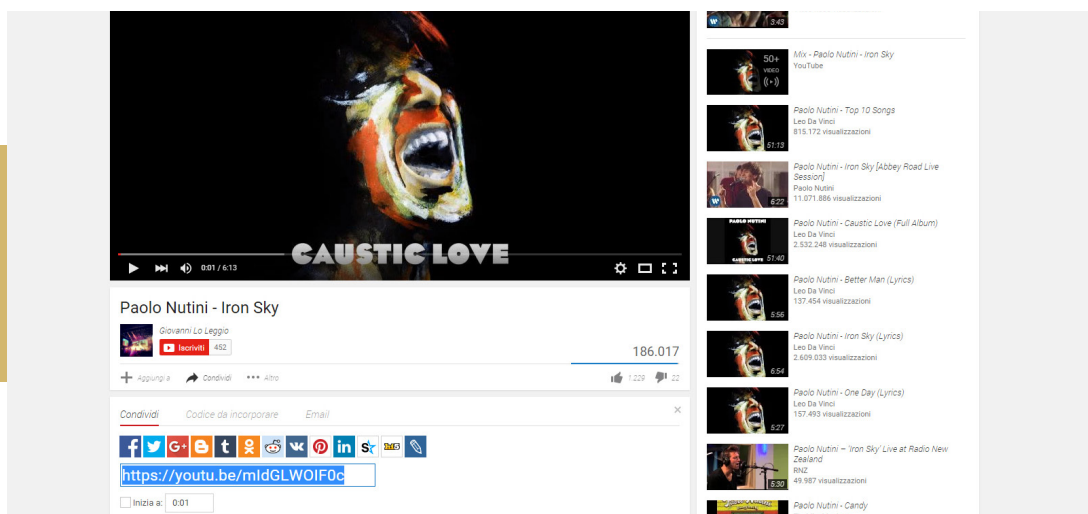 CAUSTIC LOVE
0:01 / 6:13
Paolo Nutini - Iron Sky
Giovanni Lo Leggio
Iscriviti 452
186.017
Aggiungi a Condividi Altro 1.229 22
Condividi Codice da incorporare Email
https://youtu.be/mIdGLWOIF0c
Inizia a: 0:01
3:43
50+
VIDEO
Mix - Paolo Nutini - Iron Sky
YouTube
51:13
Paolo Nutini - Top 10 Songs
Leo Da Vinci
815.172 visualizzazioni
6:22
Paolo Nutini - Iron Sky [Abbey Road Live
Session]
Paolo Nutini
11.071.886 visualizzazioni
PAOLO NUTINI
CAUSTIC LOVE
51:40
Paolo Nutini - Caustic Love (Full Album)
Leo Da Vinci
2.532.248 visualizzazioni
5:56
Paolo Nutini - Better Man (Lyrics)
Leo Da Vinci
137.454 visualizzazioni
6:54
Paolo Nutini - Iron Sky (Lyrics)
Leo Da Vinci
2.609.033 visualizzazioni
5:27
Paolo Nutini - One Day (Lyrics)
Leo Da Vinci
157.493 visualizzazioni
5:30
Paolo Nutini – 'Iron Sky' Live at Radio New
Zealand
RNZ
49.987 visualizzazioni
Paolo Nutini - Candy